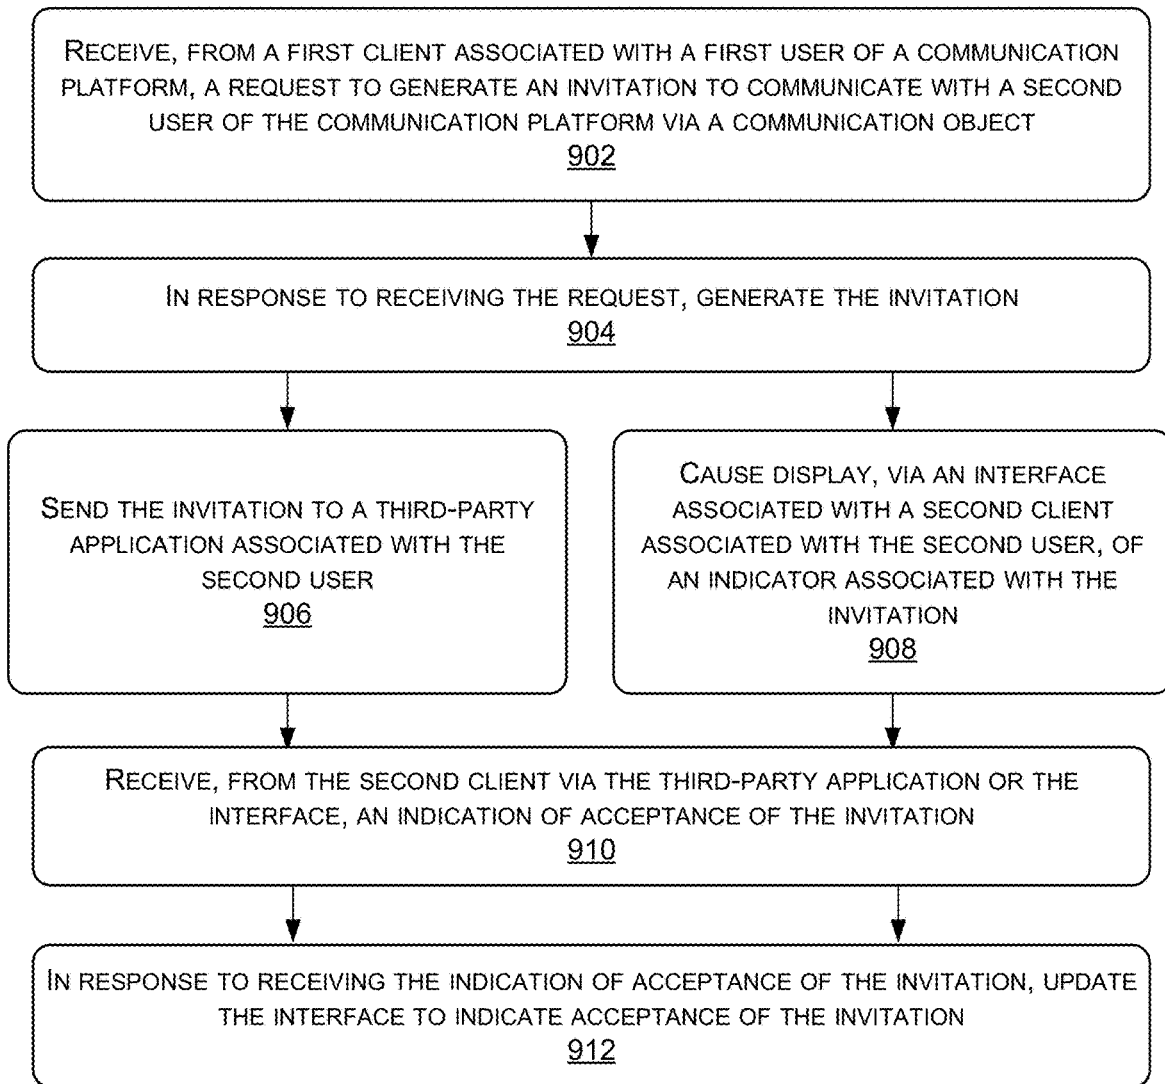 RECEIVE, FROM A FIRST CLIENT ASSOCIATED WITH A FIRST USER OF A COMMUNICATION
PLATFORM, A REQUEST TO GENERATE AN INVITATION TO COMMUNICATE WITH A SECOND
USER OF THE COMMUNICATION PLATFORM VIA A COMMUNICATION OBJECT
902
IN RESPONSE TO RECEIVING THE REQUEST, GENERATE THE INVITATION
904
SEND THE INVITATION TO A THIRD-PARTY
APPLICATION ASSOCIATED WITH THE
SECOND USER
906
CAUSE DISPLAY, VIA AN INTERFACE
ASSOCIATED WITH A SECOND CLIENT
ASSOCIATED WITH THE SECOND USER, OF
AN INDICATOR ASSOCIATED WITH THE
INVITATION
908
RECEIVE, FROM THE SECOND CLIENT VIA THE THIRD-PARTY APPLICATION OR THE
INTERFACE, AN INDICATION OF ACCEPTANCE OF THE INVITATION
910
IN RESPONSE TO RECEIVING THE INDICATION OF ACCEPTANCE OF THE INVITATION, UPDATE
THE INTERFACE TO INDICATE ACCEPTANCE OF THE INVITATION
912